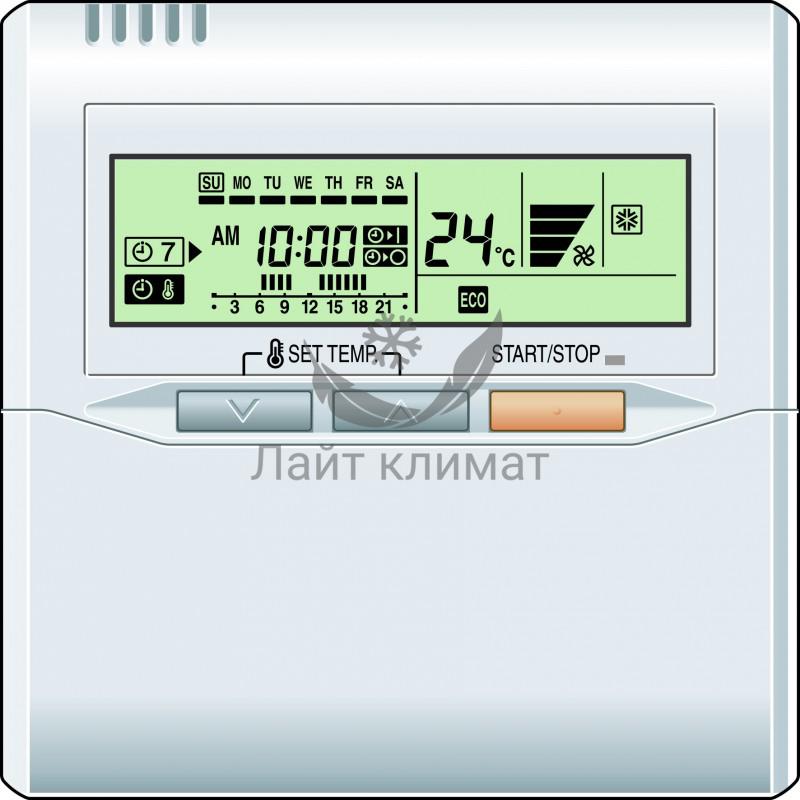 SU MO TU WE TH FR SA
AM 10:00
7
24°C
3 6 9 12 15 18 21
ECO
SET TEMP. START/STOP
Лайт климат